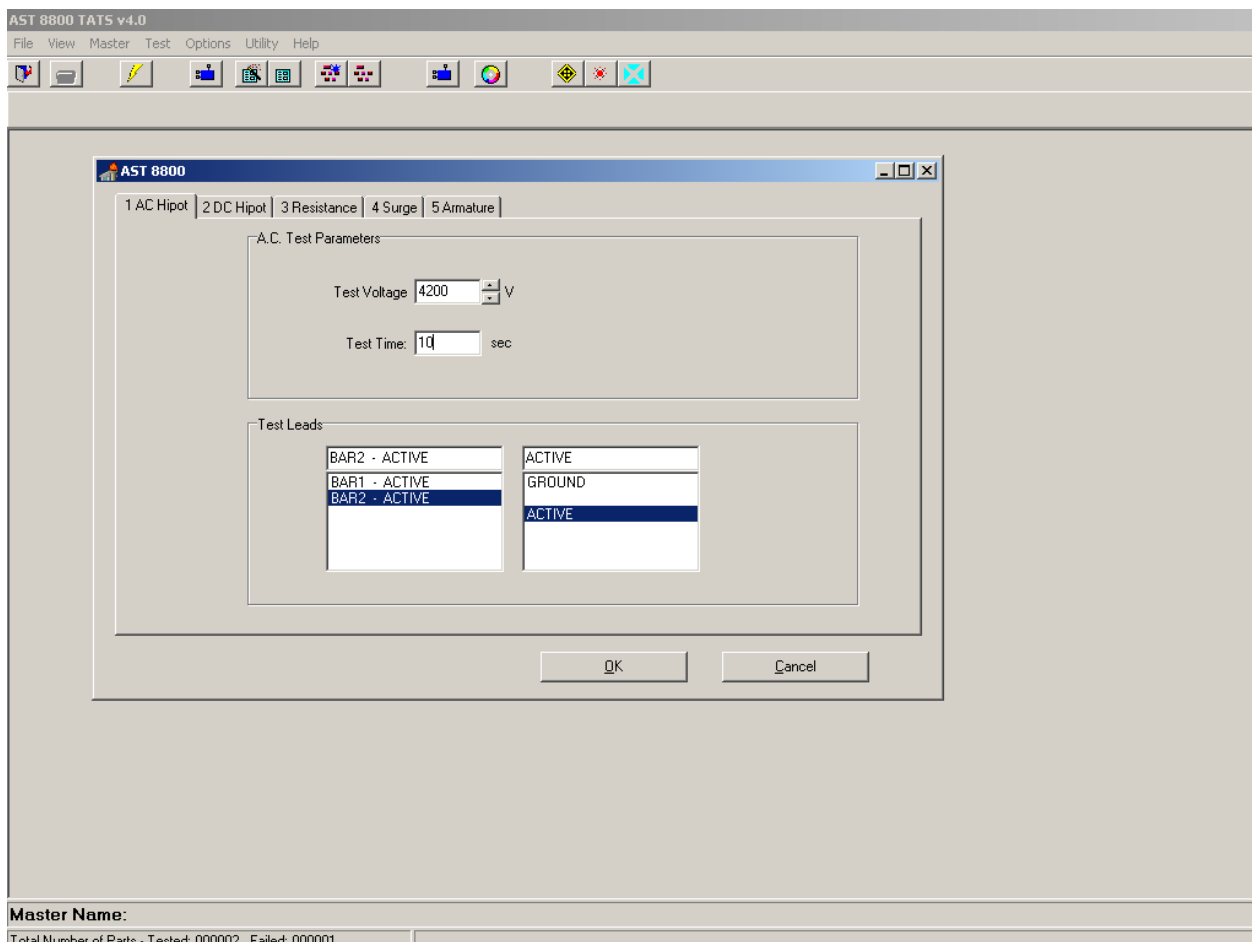 AST 8800 TATS v4.0
File View Master Test Options Utility Help
AST 8800
1 AC Hipot 2 DC Hipot 3 Resistance 4 Surge 5 Armature
A.C. Test Parameters
Test Voltage 4200 V
Test Time: 10 sec
Test Leads
BAR2 - ACTIVE ACTIVE
BAR1 - ACTIVE GROUND
BAR2 - ACTIVE
ACTIVE
OK Cancel
Master Name:
Total Number of Parts - Tested: 000002 Failed: 000001